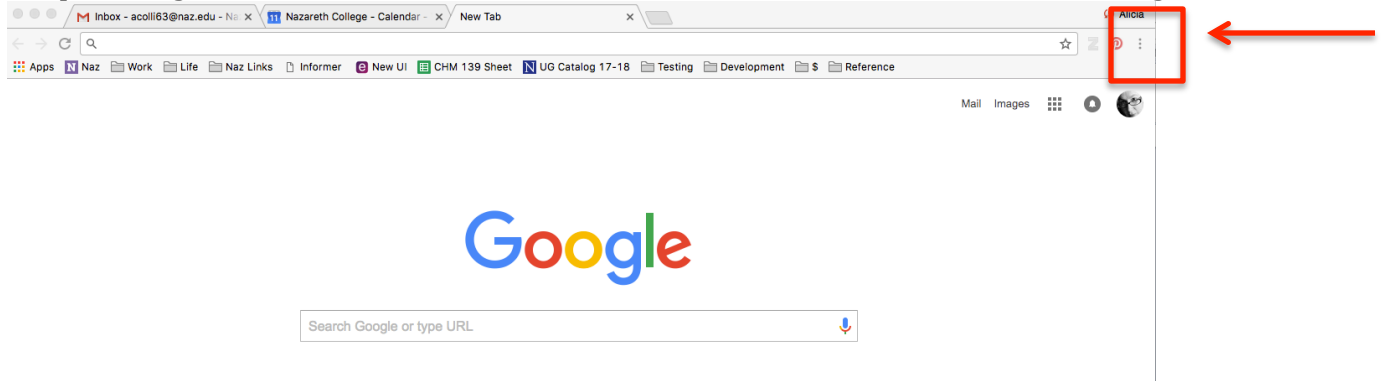 Inbox - acolli63@naz.edu - Na
Nazareth College - Calendar -
New Tab
Alicia
Apps Naz Work Life Naz Links Informer New UI CHM 139 Sheet UG Catalog 17-18 Testing Development $ Reference
Mail Images
Google
Search Google or type URL